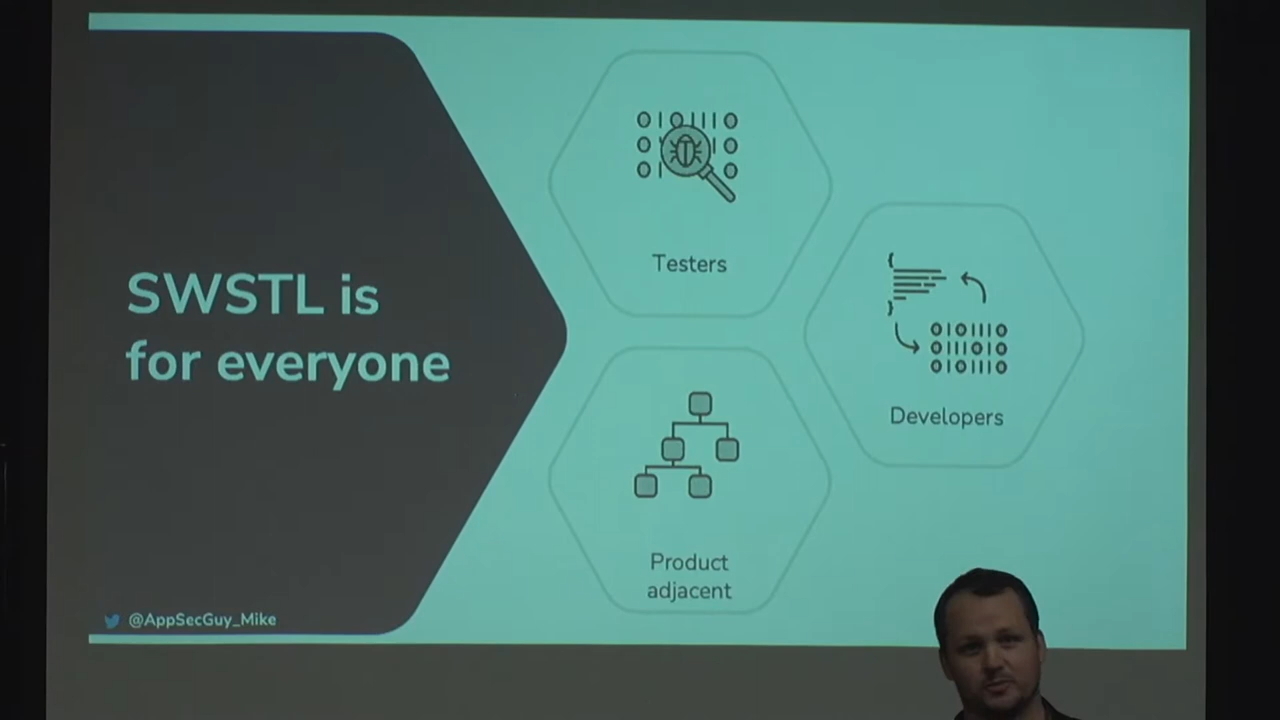 SWSTL is
for everyone
Testers
Developers
Product
adjacent
@AppSecGuy_Mike